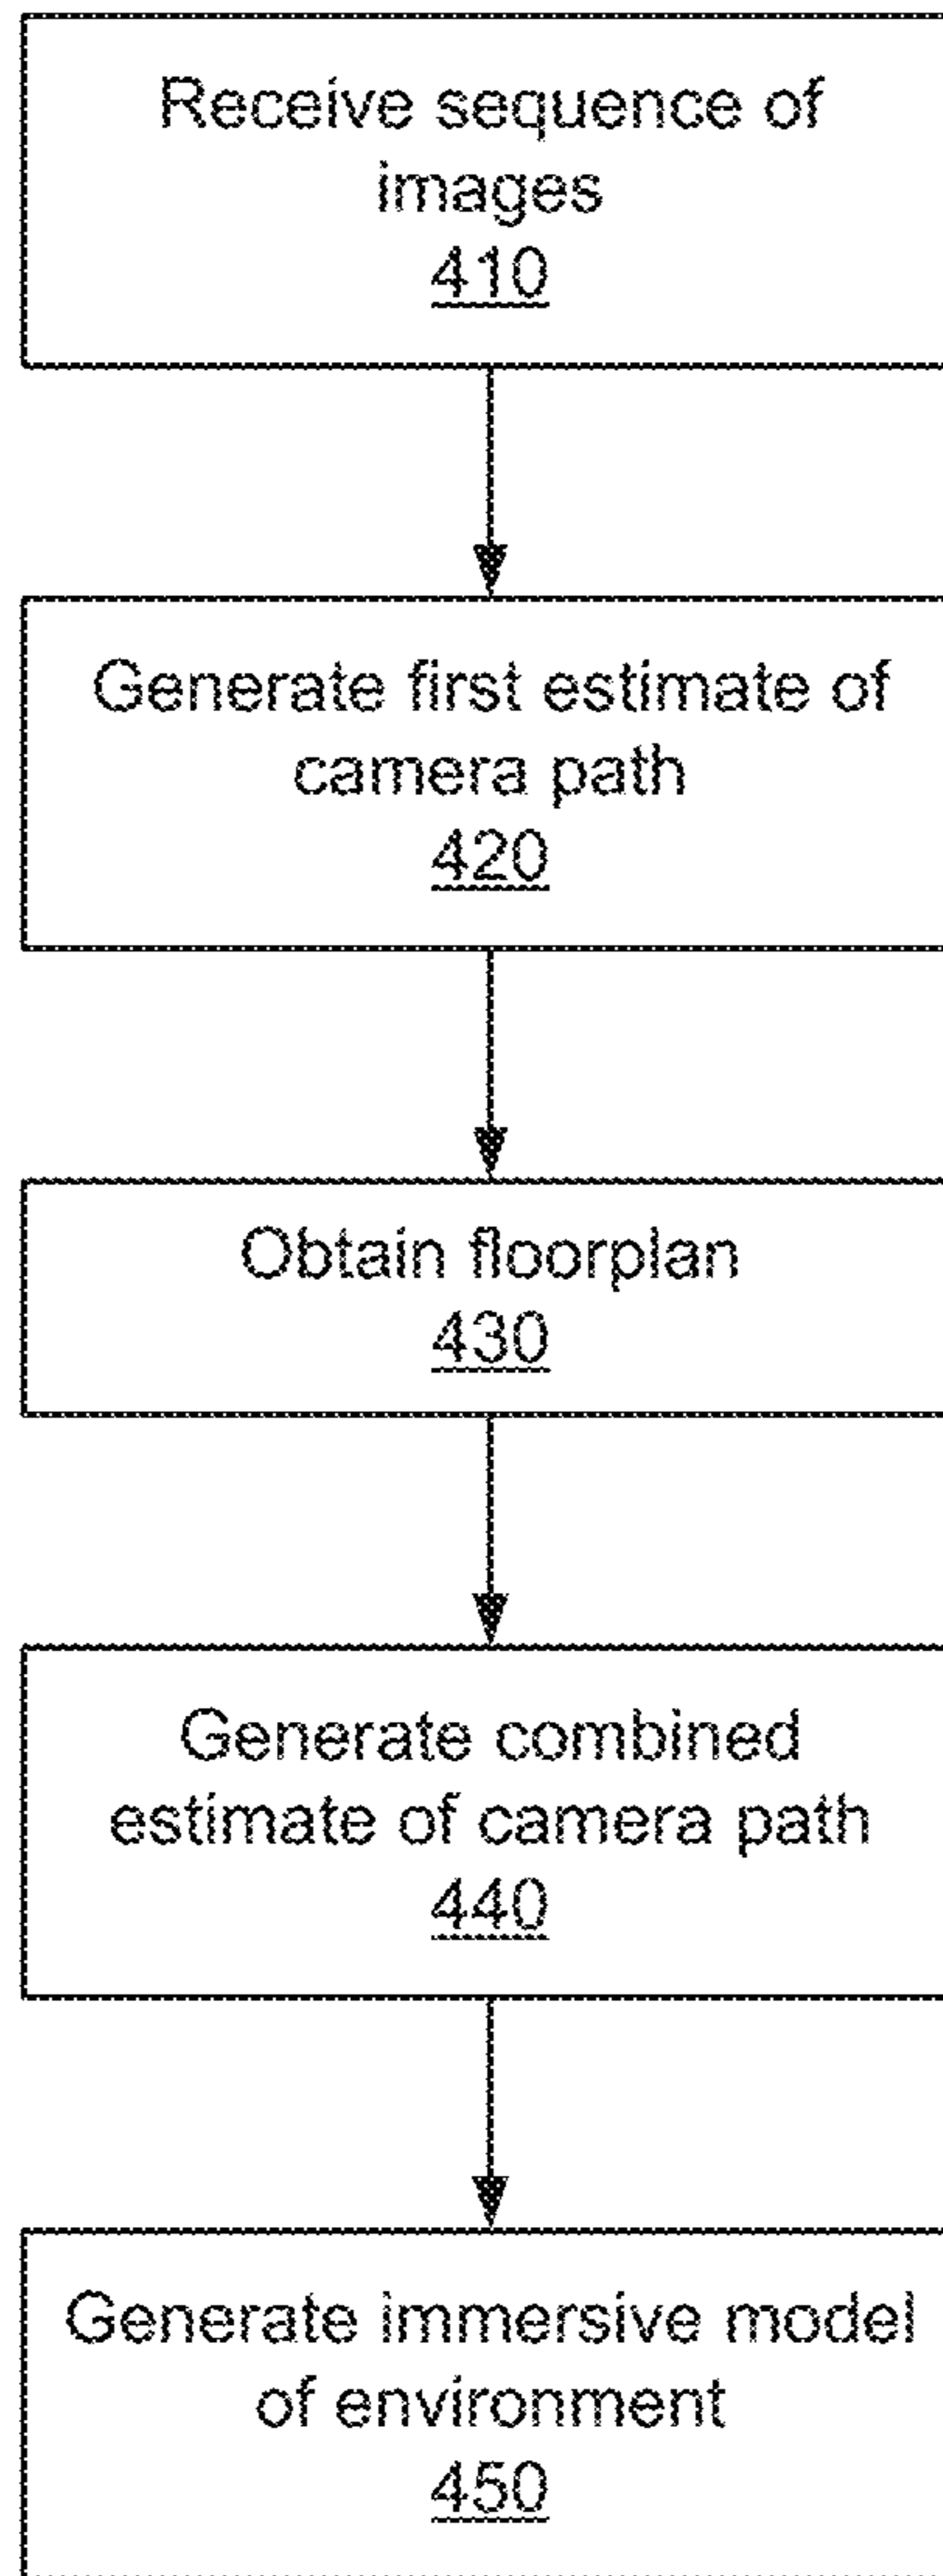 Receive sequence of
images
410
Generate first estimate of
camera path
420
Obtain floorplan
430
Generate combined
estimate of camera path
440
Generate immersive model
of environment
450